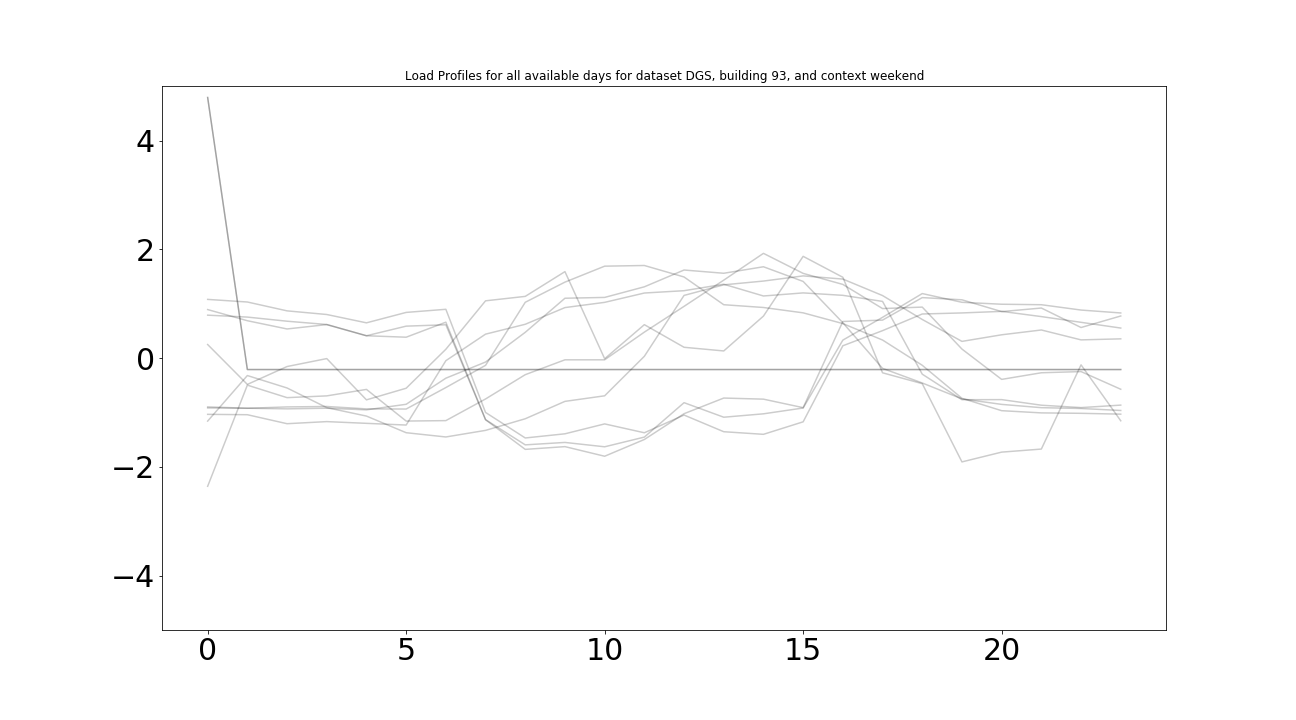 Load Profiles for all available days for dataset DGS, building 93, and context weekend
4
2
0
−2
−4
0 5 10 15 20